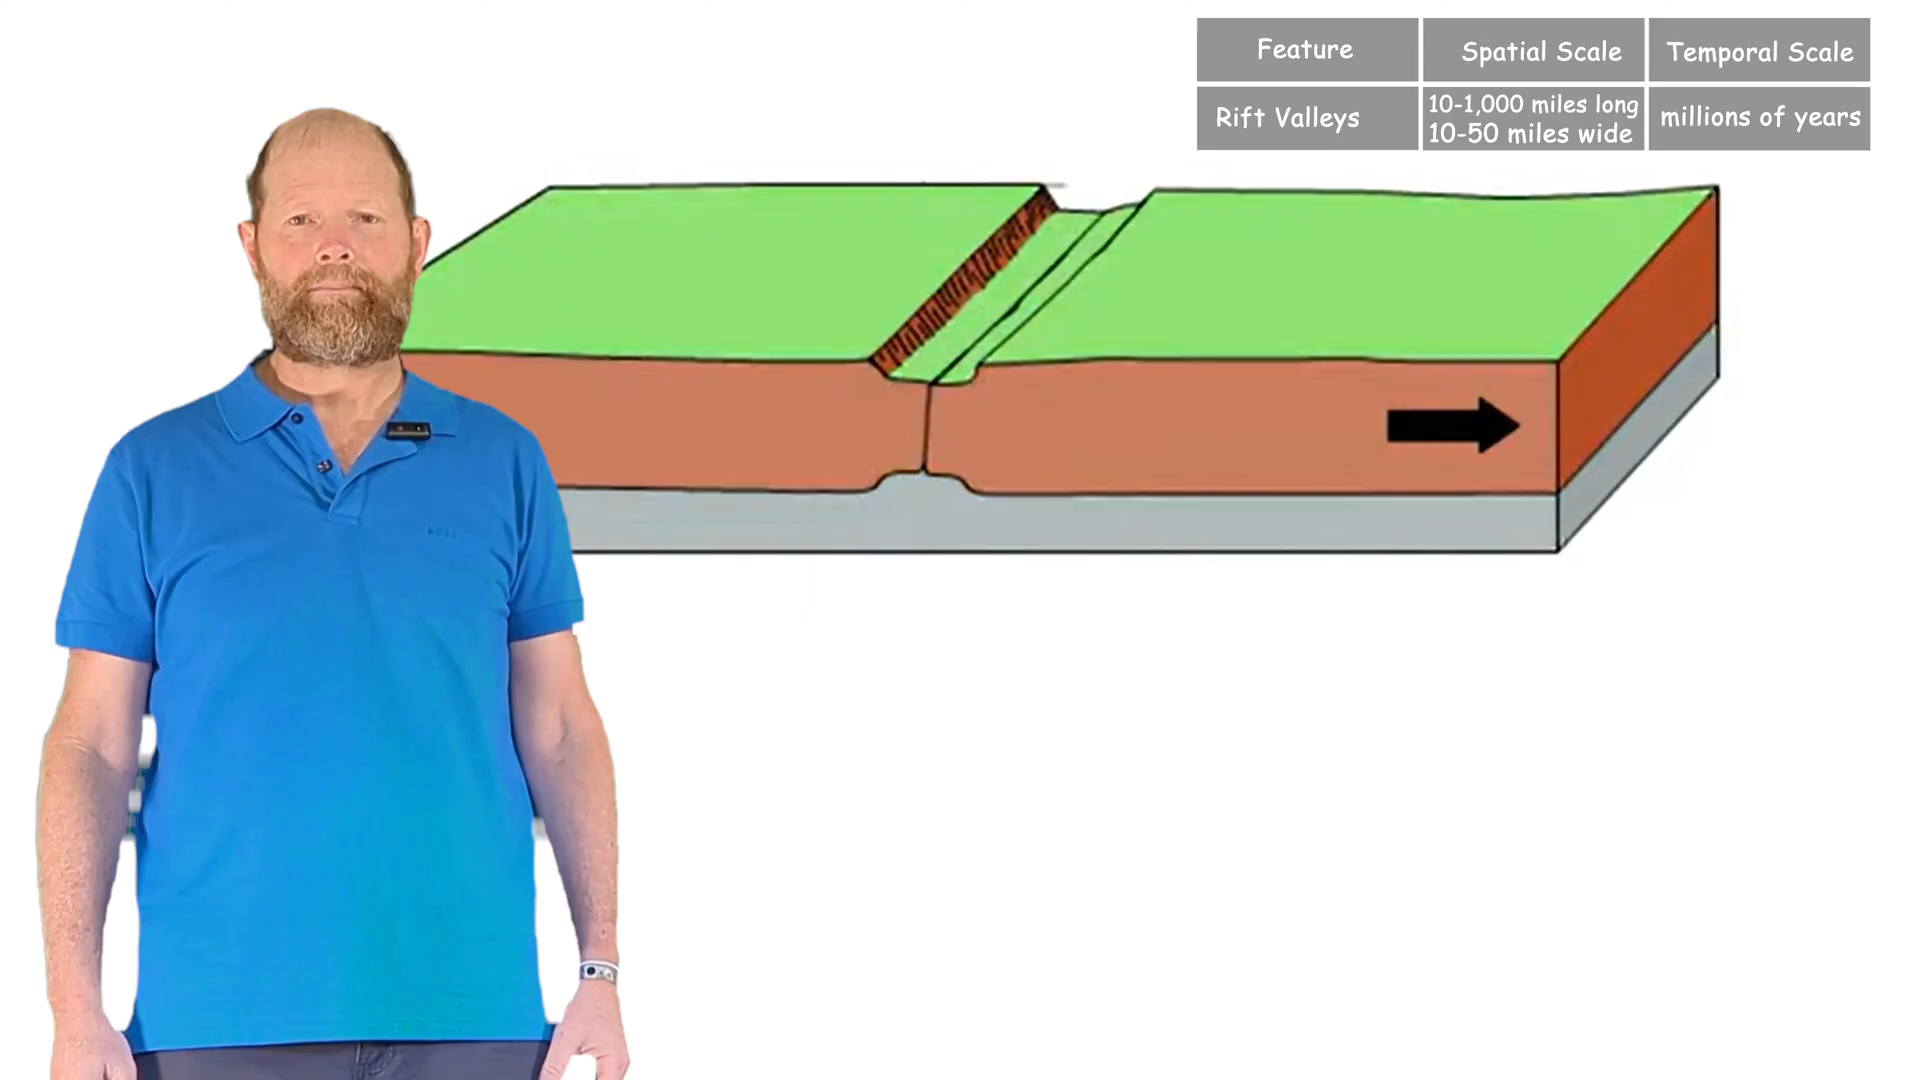 Feature
Spatial Scale
Temporal Scale
Rift Valleys
10-1,000 miles long
10-50 miles wide
millions of years
BOSS